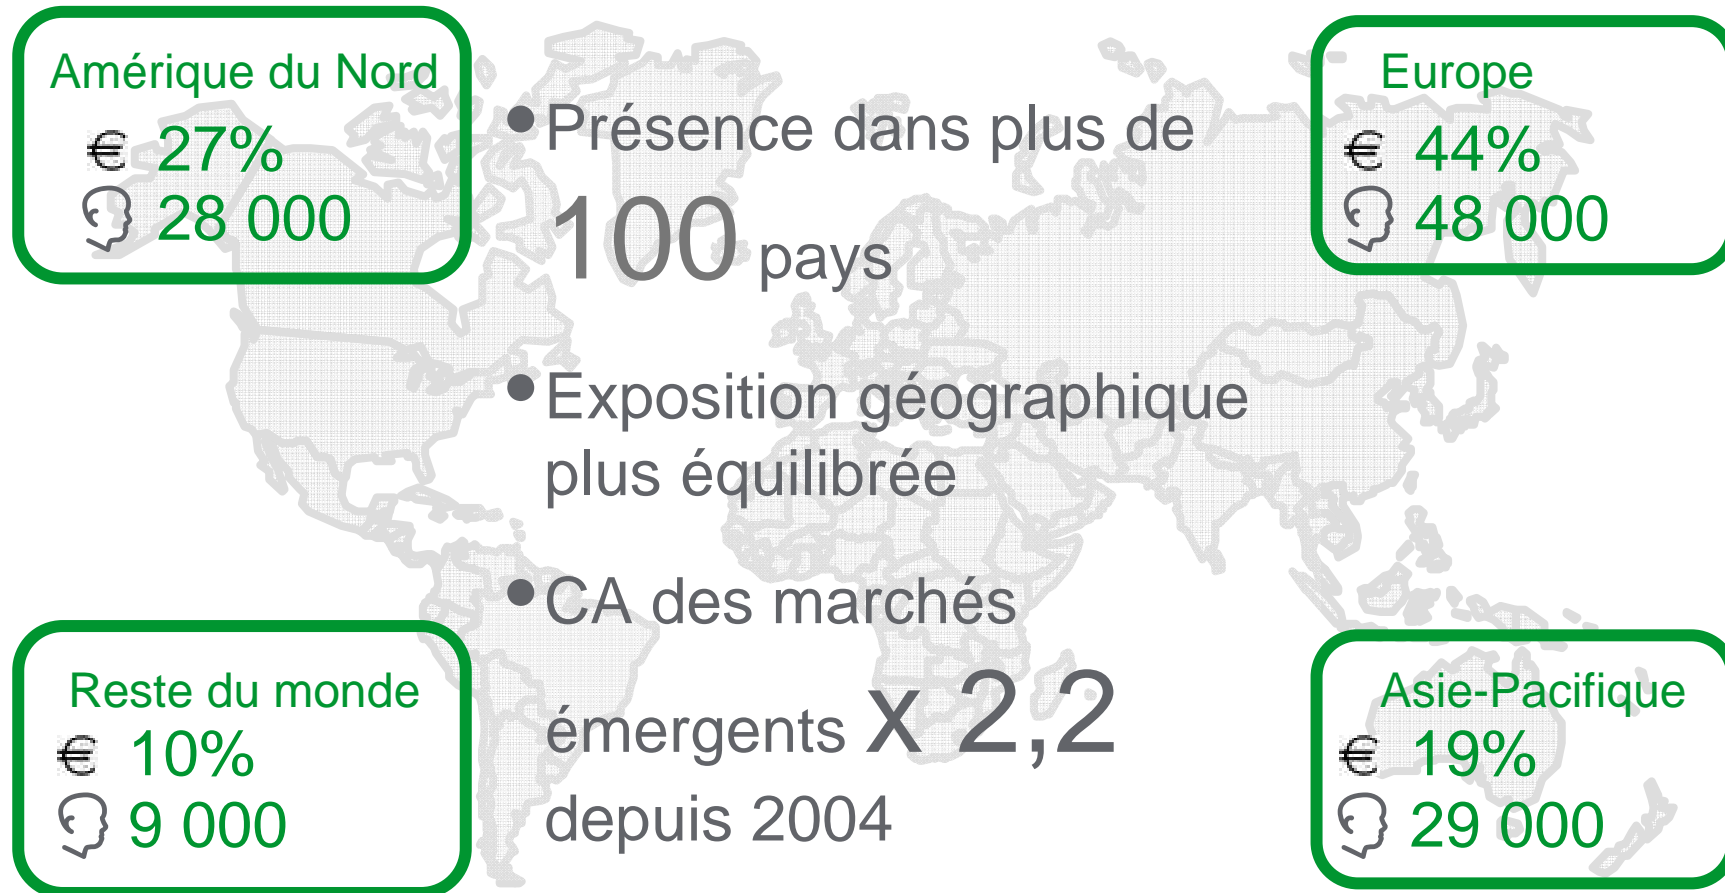 Amérique du Nord
€ 27%
28 000
• Présence dans plus de
100 pays
• Exposition géographique
plus équilibrée
• CA des marchés
émergents x 2,2
depuis 2004
Europe
€ 44%
48 000
Reste du monde
€ 10%
9 000
Asie-Pacifique
€ 19%
29 000